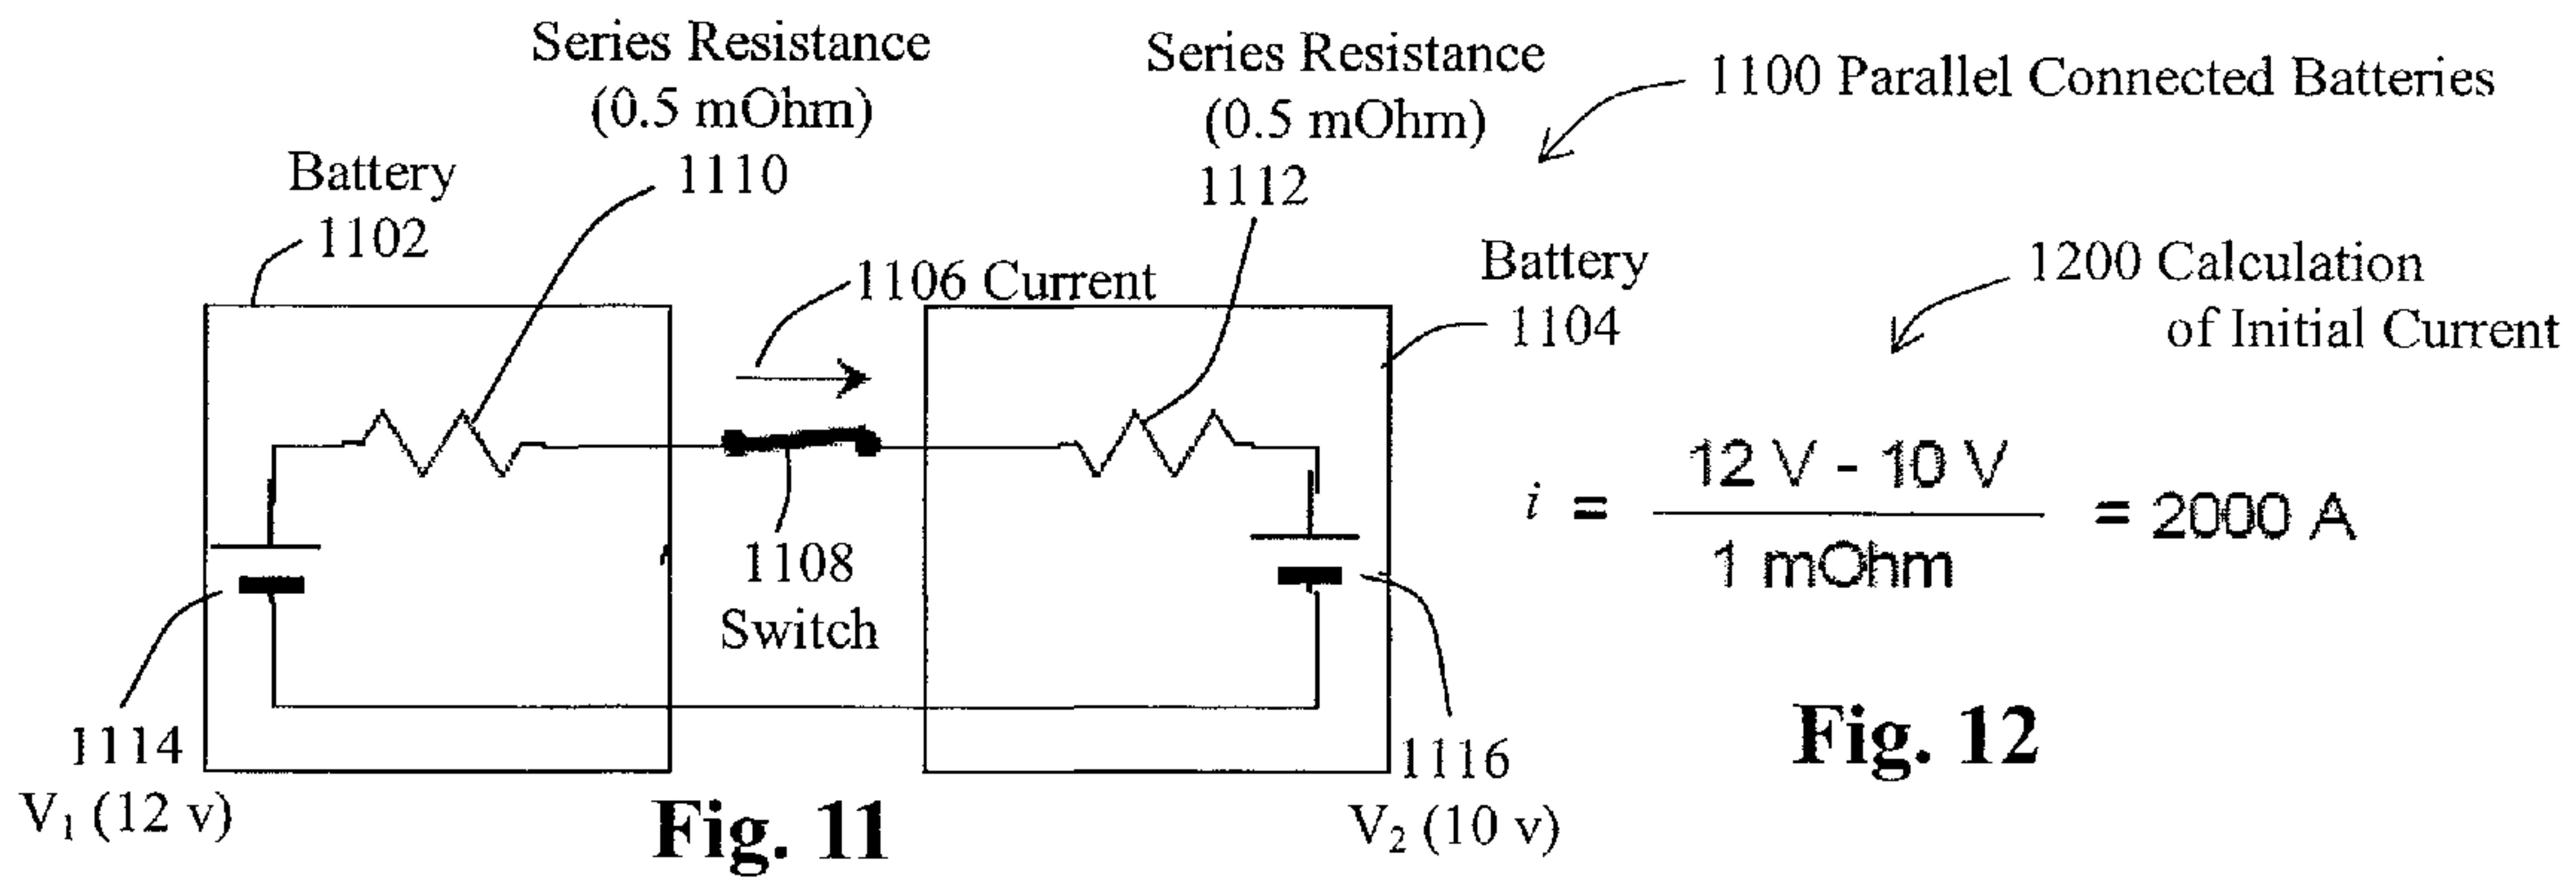 Series Resistance
(0.5 mOhm)
1110
Series Resistance
(0.5 mOhm)
1112
1100 Parallel Connected Batteries
Battery
1102
1106 Current
Battery
1104
1200 Calculation
of Initial Current
1108
Switch
1114
V₁ (12 v)
1116
V₂ (10 v)
Fig. 11
i = 12 V - 10 V / 1 mOhm = 2000 A
Fig. 12